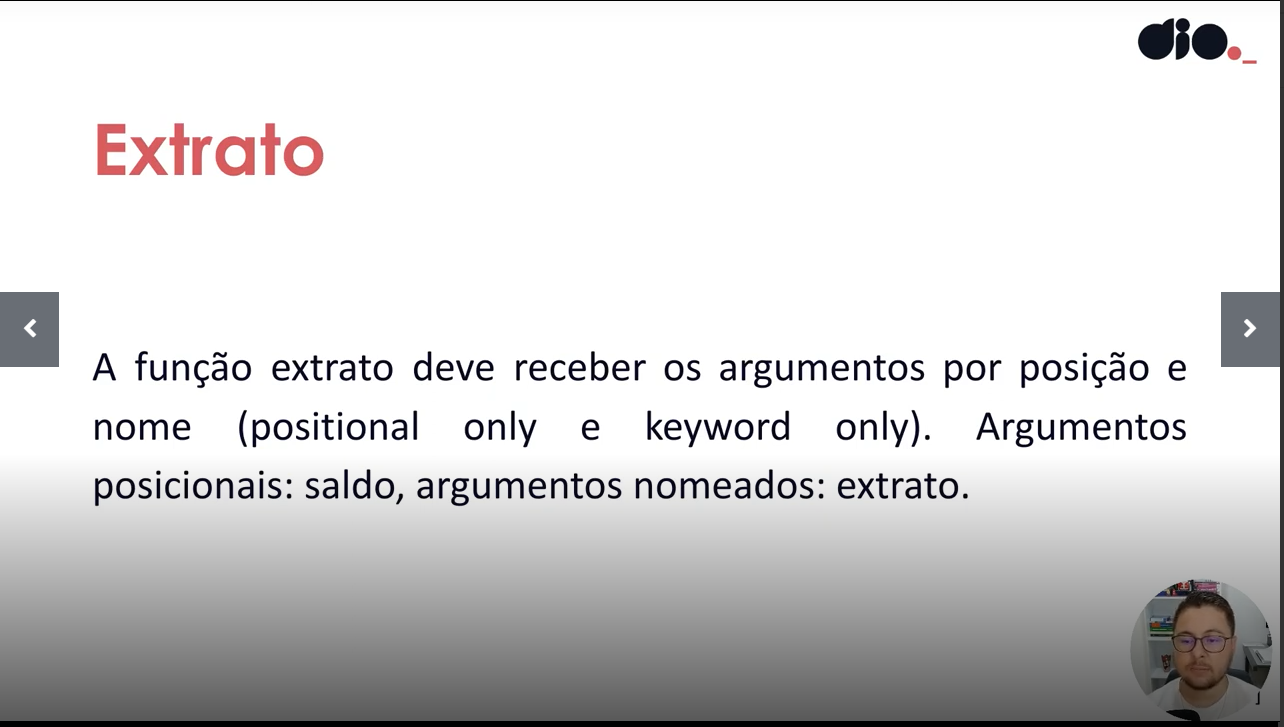 dio._
Extrato
A função extrato deve receber os argumentos por posição e
nome (positional only e keyword only). Argumentos
posicionais: saldo, argumentos nomeados: extrato.